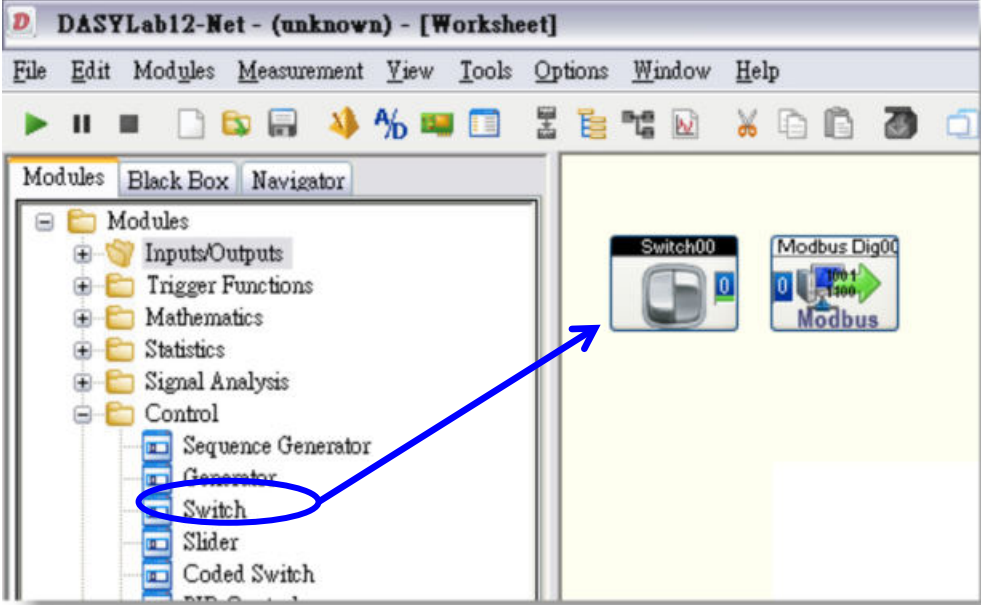 DASYLab12-Net - (unknown) - [Worksheet]
File Edit Modules Measurement View Tools Options Window Help
A/D
Modules Black Box Navigator
Modules
Inputs/Outputs
Trigger Functions
Mathematics
Statistics
Signal Analysis
Control
Sequence Generator
Generator
Switch
Slider
Coded Switch
Switch00
0
Modbus Dig00
0
1001
1100
Modbus